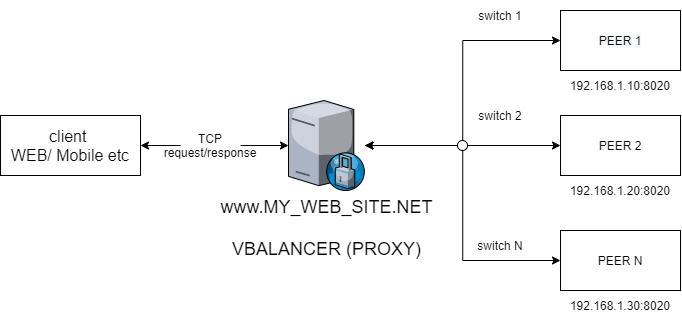 switch 1
PEER 1
192.168.1.10:8020
client
WEB/ Mobile etc
TCP
request/response
switch 2
PEER 2
192.168.1.20:8020
www.MY_WEB_SITE.NET
VBALANCER (PROXY)
switch N
PEER N
192.168.1.30:8020